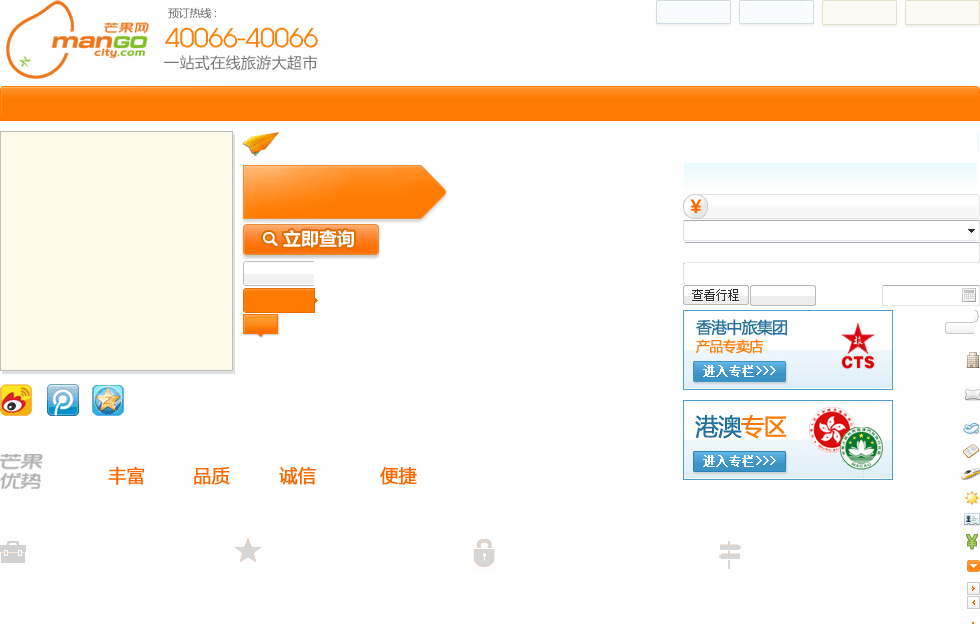 预订热线：
芒果网
manGO
city.com
40066-40066
一站式在线旅游大超市
¥
立即查询
查看行程
香港中旅集团
产品专卖店
CTS
进入专栏>>>
港澳专区
进入专栏>>>
MACAU
芒果
优势
丰富
品质
诚信
便捷